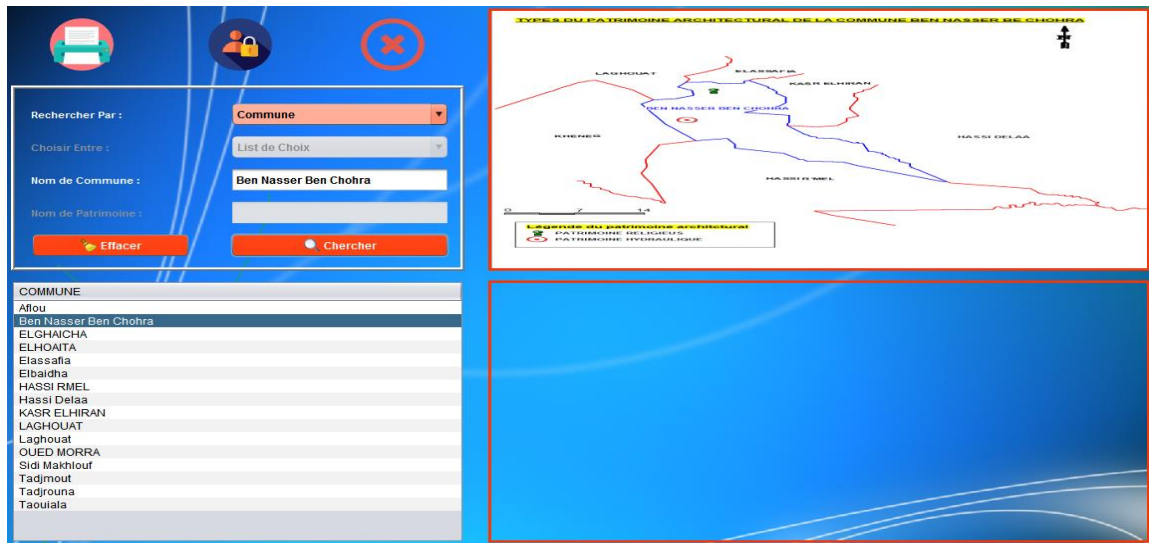 Rechercher Par :
Commune
Choisir Entre :
List de Choix
Nom de Commune :
Ben Nasser Ben Chohra
Nom de Patrimoine :
Effacer
Chercher
COMMUNE
Aflou
Ben Nasser Ben Chohra
ELGHAICHA
ELHOAITA
Elassafia
Elbaidha
HASSI RMEL
Hassi Delaa
KASR ELHIRAN
LAGHOUAT
Laghouat
OUED MORRA
Sidi Makhlouf
Tadjmout
Tadjrouna
Taouiala
TYPES DU PATRIMOINE ARCHITECTURAL DE LA COMMUNE BEN NASSER BE CHOHRA
LAGHOUAT
ELASSAFIA
KASR ELHIRAN
BEN NASSER BEN CHOHRA
KHENEG
HASSI DELAA
HASSI R'MEL
0 7 14
Légende du patrimoine architctural
PATRIMOINE RELIGIEUS
PATRIMOINE HYDRAULIQUE